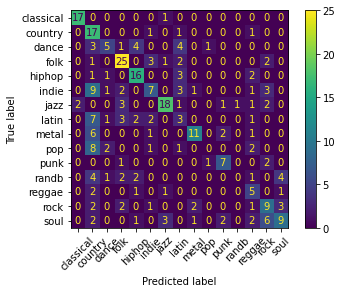 classical 17 0 0 0 0 0 1 0 0 0 0 0 0 0 0
country 0 17 0 0 0 0 0 1 0 0 0 0 1 0 0
dance 0 3 5 1 4 0 0 4 0 1 0 0 0 0 0
folk 0 1 0 25 0 3 1 2 0 0 0 0 0 2 0
hiphop 0 1 1 0 16 0 0 3 0 0 0 0 1 0 0
indie 0 9 1 2 0 7 0 3 1 0 0 0 1 3 0
jazz 2 0 0 3 0 0 18 0 0 0 1 1 1 2 0
latin 0 7 1 3 2 2 0 3 0 0 0 0 1 0 0
metal 0 6 0 0 0 1 0 1 11 0 2 0 1 0 0
pop 0 8 2 0 0 1 0 1 0 0 0 0 1 0 0
punk 0 0 0 1 0 0 0 0 0 1 7 0 0 2 0
randb 0 4 1 2 2 0 0 0 0 0 0 0 1 0 4
reggae 0 2 0 0 0 1 1 0 0 0 0 0 5 0 1
rock 0 2 0 2 0 1 0 0 2 0 0 0 1 9 3
soul 0 2 0 0 0 1 3 0 1 0 2 0 2 6 9
classical country dance folk hiphop indie jazz latin metal pop punk randb reggae rock soul
Predicted label
True label
25
20
15
10
5
0